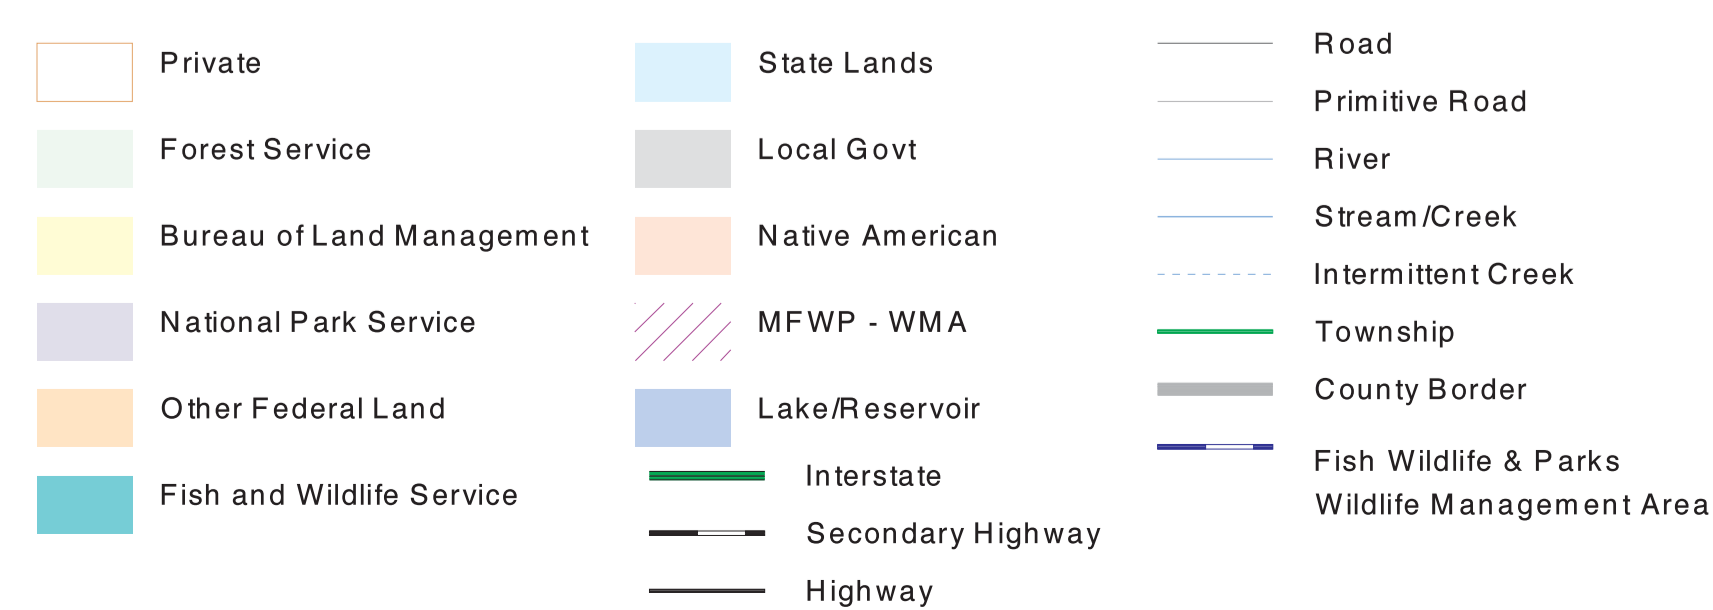 Private
Forest Service
Bureau of Land Management
National Park Service
Other Federal Land
Fish and Wildlife Service
State Lands
Local Govt
Native American
MFWP - WMA
Lake/Reservoir
Interstate
Secondary Highway
Highway
Road
Primitive Road
River
Stream/Creek
Intermittent Creek
Township
County Border
Fish Wildlife & Parks
Wildlife Management Area